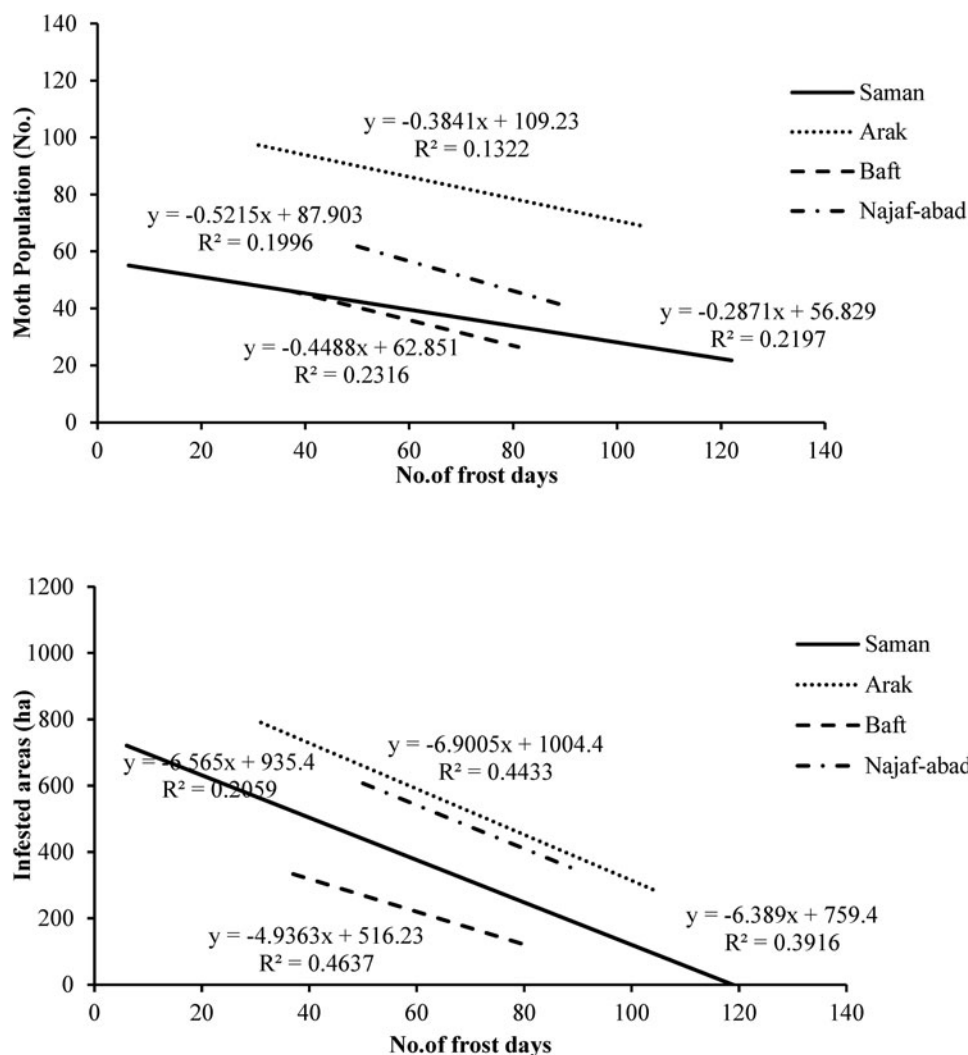 140
120
100
80
60
40
20
0
Moth Population (No.)
y = -0.3841x + 109.23
R² = 0.1322
y = -0.5215x + 87.903
R² = 0.1996
y = -0.2871x + 56.829
R² = 0.2197
y = -0.4488x + 62.851
R² = 0.2316
Saman
Arak
Baft
Najaf-abad
0 20 40 60 80 100 120 140
No.of frost days
1200
1000
800
600
400
200
0
Infested areas (ha)
y = -6.565x + 935.4
R² = 0.2059
y = -6.9005x + 1004.4
R² = 0.4433
y = -4.9363x + 516.23
R² = 0.4637
y = -6.389x + 759.4
R² = 0.3916
Saman
Arak
Baft
Najaf-abad
0 20 40 60 80 100 120 140
No.of frost days